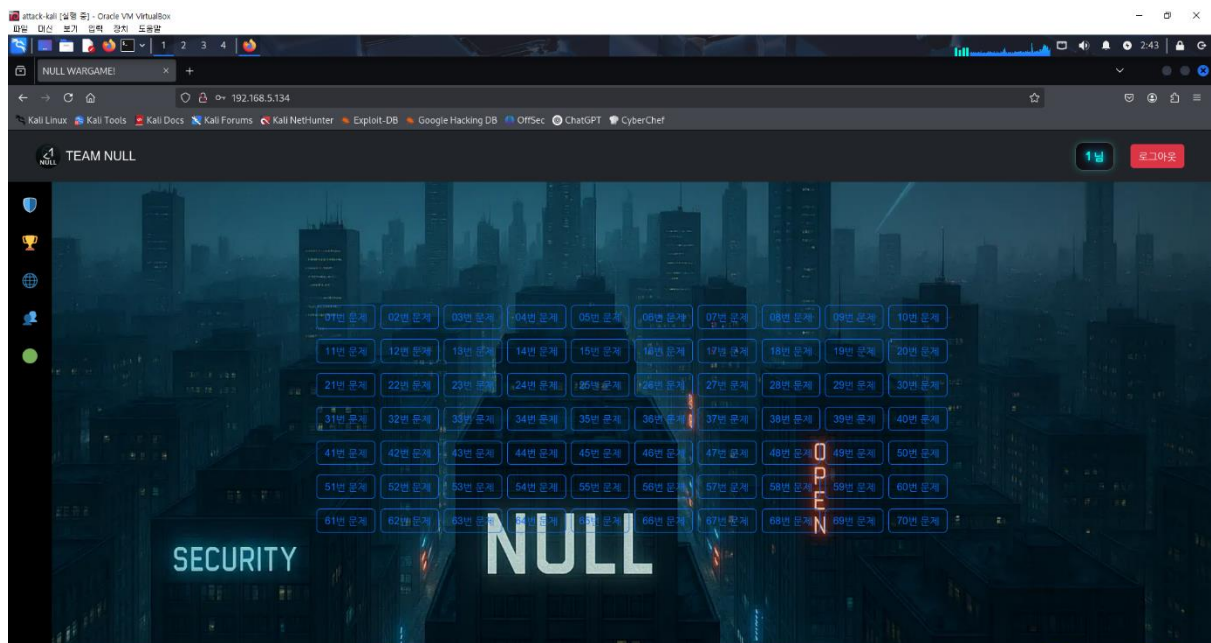 attack-kali [실행 중] - Oracle VM VirtualBox
파일 머신 보기 입력 장치 도움말
1 2 3 4
2:43
NULL WARGAME!
192.168.5.134
Kali Linux Kali Tools Kali Docs Kali Forums Kali NetHunter Exploit-DB Google Hacking DB OffSec ChatGPT CyberChef
NULL TEAM NULL
1 님 로그아웃
01번 문제 02번 문제 03번 문제 04번 문제 05번 문제 06번 문제 07번 문제 08번 문제 09번 문제 10번 문제
11번 문제 12번 문제 13번 문제 14번 문제 15번 문제 16번 문제 17번 문제 18번 문제 19번 문제 20번 문제
21번 문제 22번 문제 23번 문제 24번 문제 25번 문제 26번 문제 27번 문제 28번 문제 29번 문제 30번 문제
31번 문제 32번 문제 33번 문제 34번 문제 35번 문제 36번 문제 37번 문제 38번 문제 39번 문제 40번 문제
41번 문제 42번 문제 43번 문제 44번 문제 45번 문제 46번 문제 47번 문제 48번 문제 49번 문제 50번 문제
51번 문제 52번 문제 53번 문제 54번 문제 55번 문제 56번 문제 57번 문제 58번 문제 59번 문제 60번 문제
61번 문제 62번 문제 63번 문제 64번 문제 65번 문제 66번 문제 67번 문제 68번 문제 69번 문제 70번 문제
OPEN
NULL
SECURITY